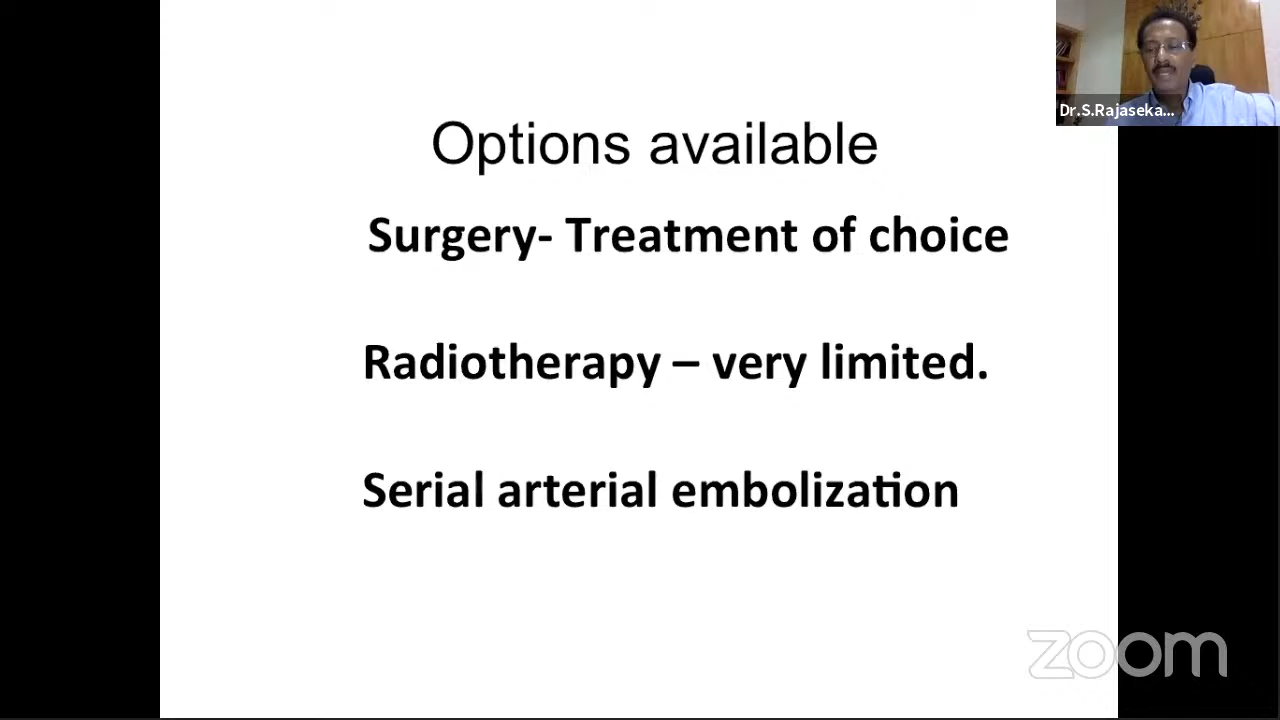 Dr.S.Rajaseka...
Options available
Surgery- Treatment of choice
Radiotherapy – very limited.
Serial arterial embolization
zoom